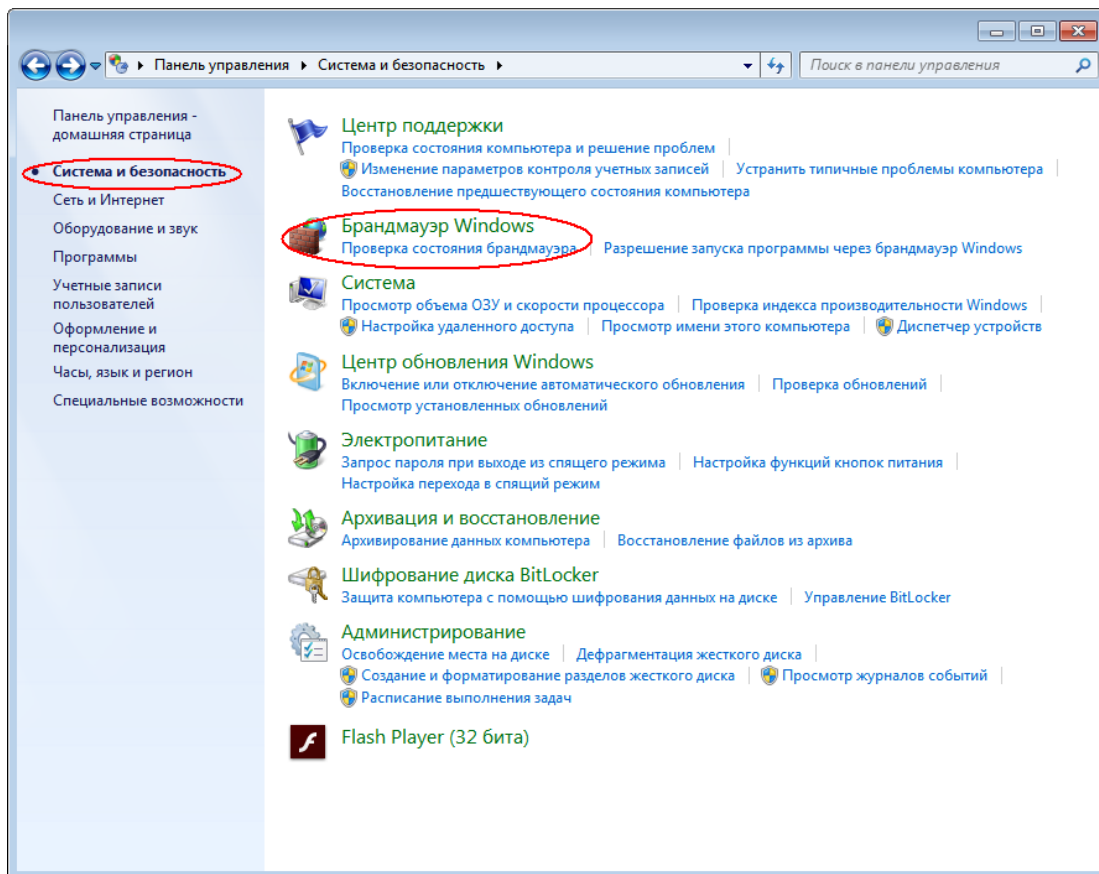 Панель управления ▸ Система и безопасность ▸
Поиск в панели управления
Панель управления -
домашняя страница
Система и безопасность
Сеть и Интернет
Оборудование и звук
Программы
Учетные записи
пользователей
Оформление и
персонализация
Часы, язык и регион
Специальные возможности
Центр поддержки
Проверка состояния компьютера и решение проблем
Изменение параметров контроля учетных записей | Устранить типичные проблемы компьютера
Восстановление предшествующего состояния компьютера
Брандмауэр Windows
Проверка состояния брандмауэра | Разрешение запуска программы через брандмауэр Windows
Система
Просмотр объема ОЗУ и скорости процессора | Проверка индекса производительности Windows
Настройка удаленного доступа | Просмотр имени этого компьютера | Диспетчер устройств
Центр обновления Windows
Включение или отключение автоматического обновления | Проверка обновлений
Просмотр установленных обновлений
Электропитание
Запрос пароля при выходе из спящего режима | Настройка функций кнопок питания
Настройка перехода в спящий режим
Архивация и восстановление
Архивирование данных компьютера | Восстановление файлов из архива
Шифрование диска BitLocker
Защита компьютера с помощью шифрования данных на диске | Управление BitLocker
Администрирование
Освобождение места на диске | Дефрагментация жесткого диска
Создание и форматирование разделов жесткого диска | Просмотр журналов событий
Расписание выполнения задач
Flash Player (32 бита)